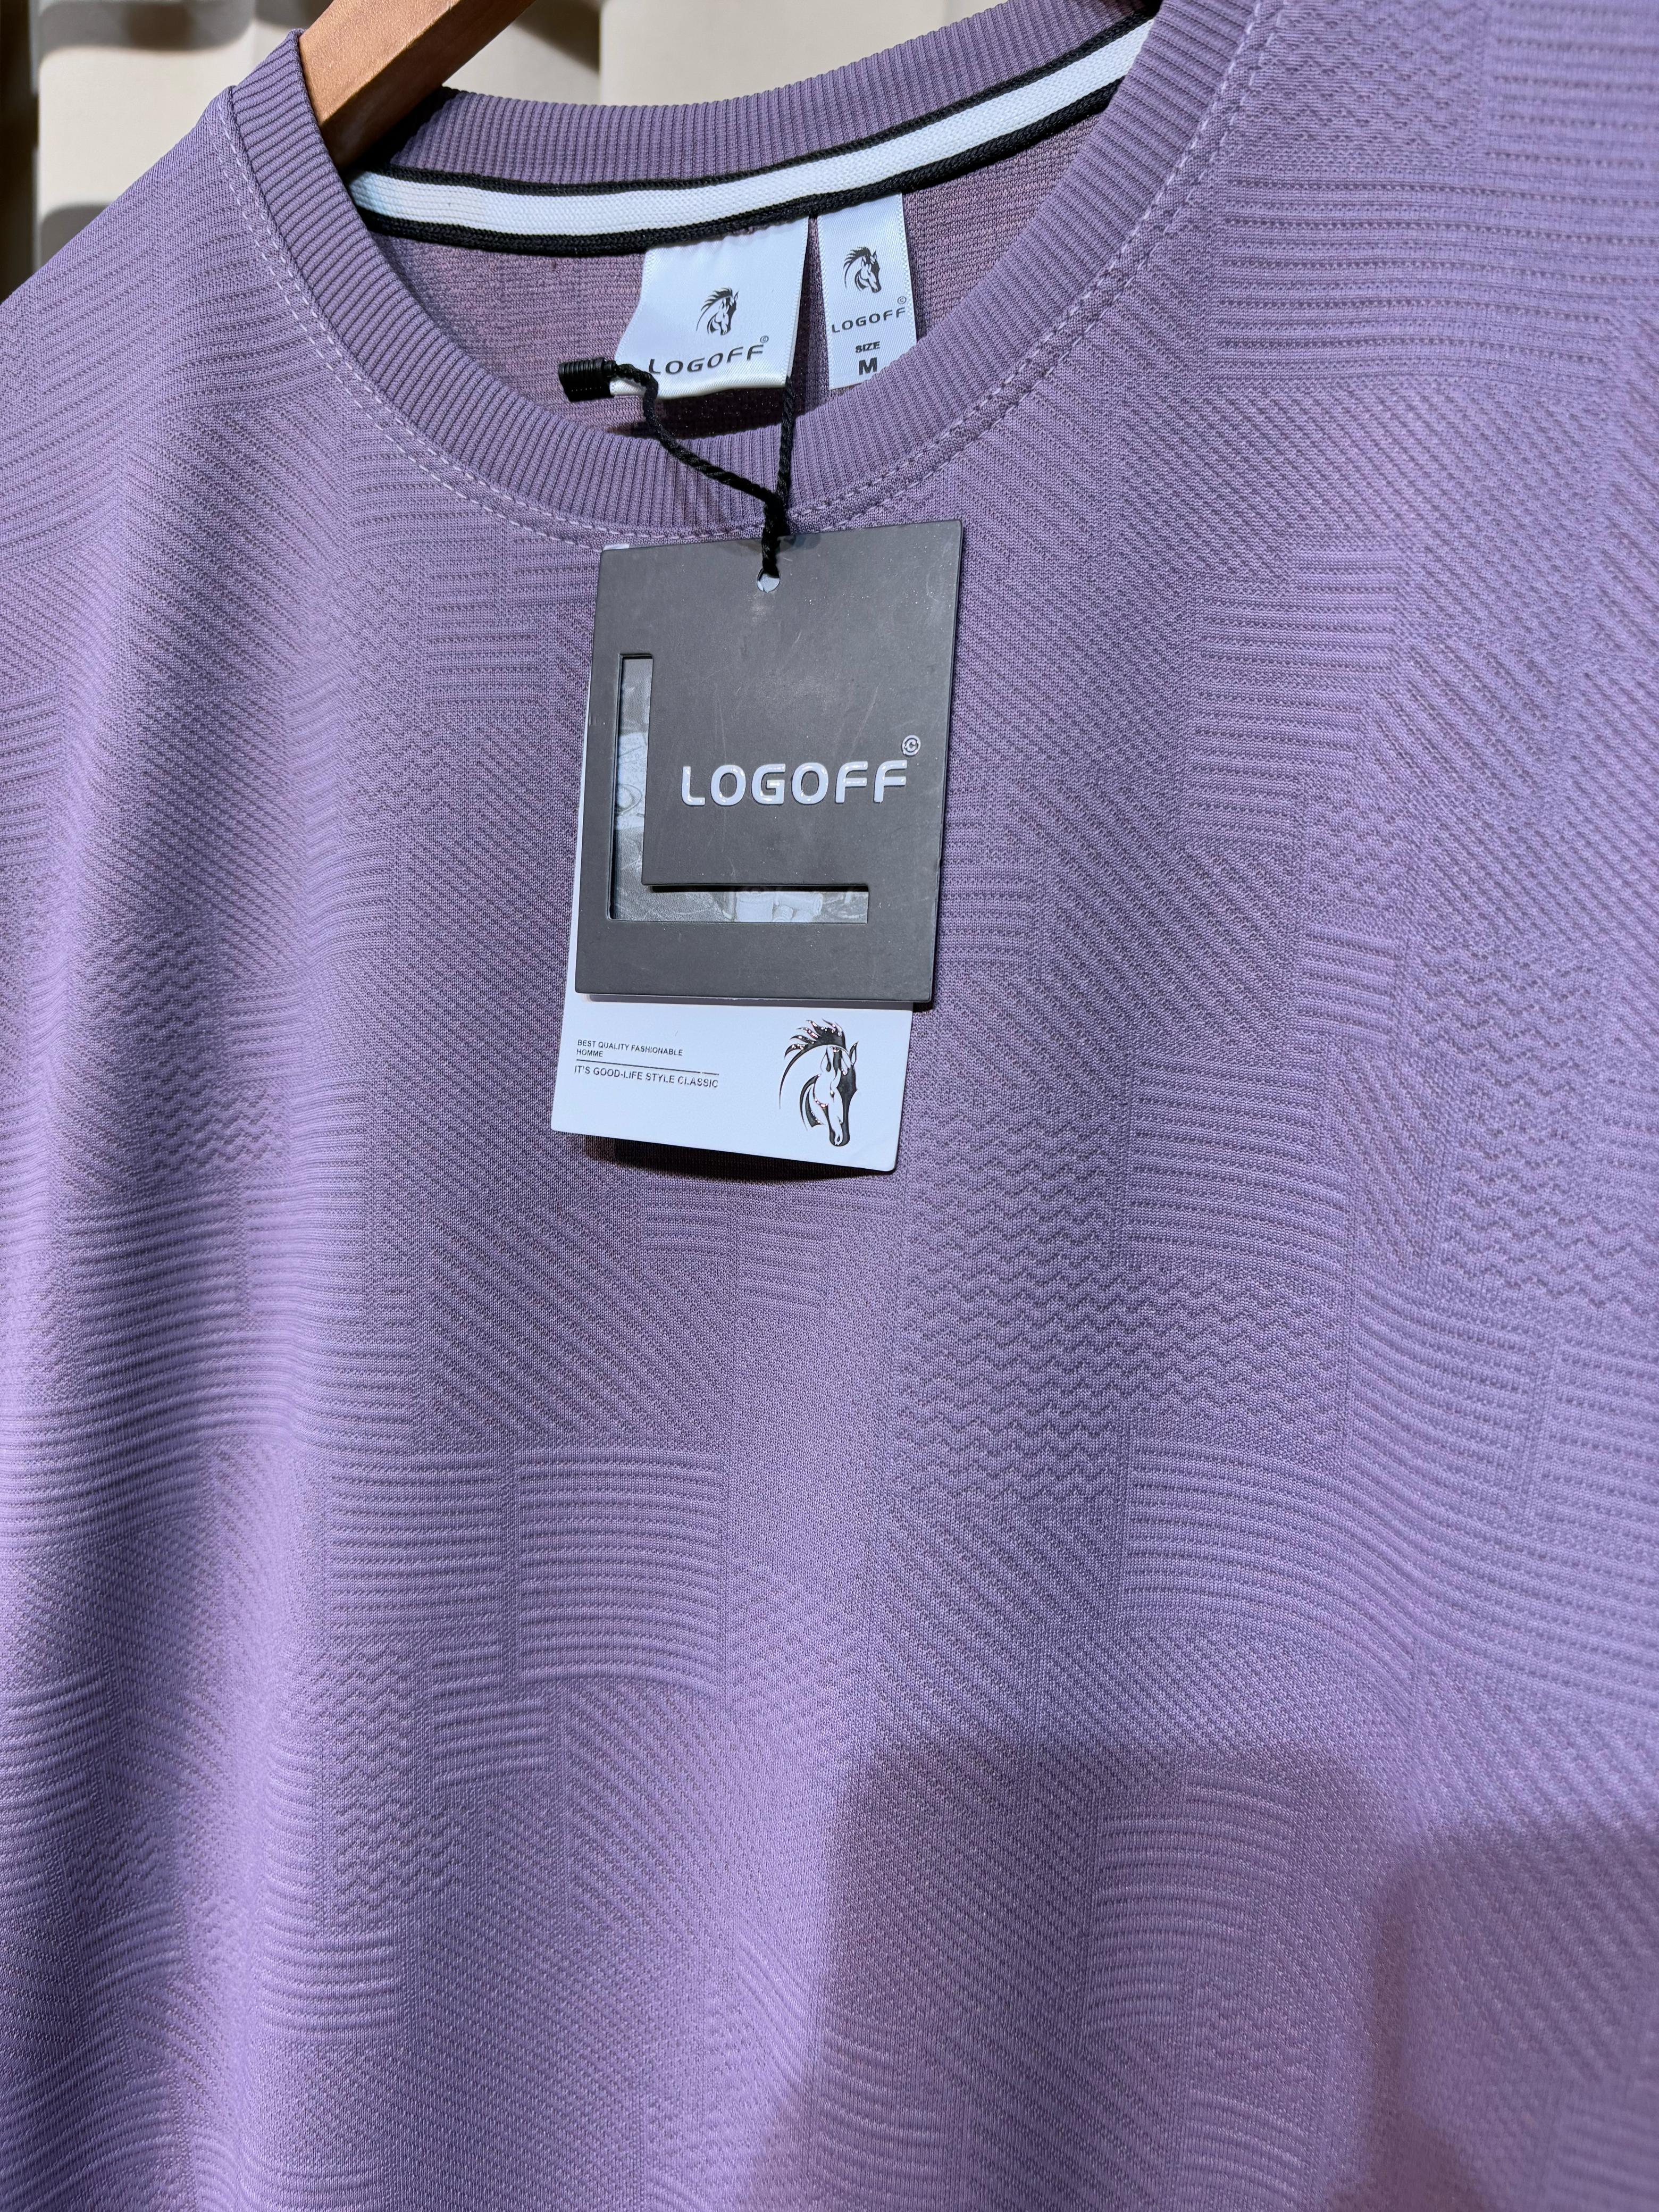 LOGOFF©
LOGOFF©
SIZE
M
LOGOFF©
BEST QUALITY FASHIONABLE
HOMME
IT'S GOOD-LIFE STYLE CLASSIC